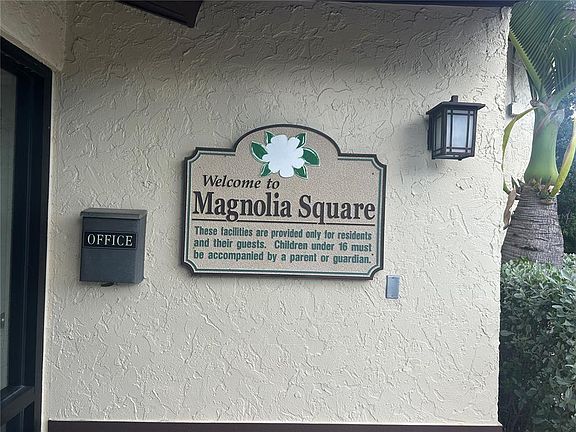 Welcome to
Magnolia Square
These facilities are provided only for residents
and their guests. Children under 16 must
be accompanied by a parent or guardian.
OFFICE